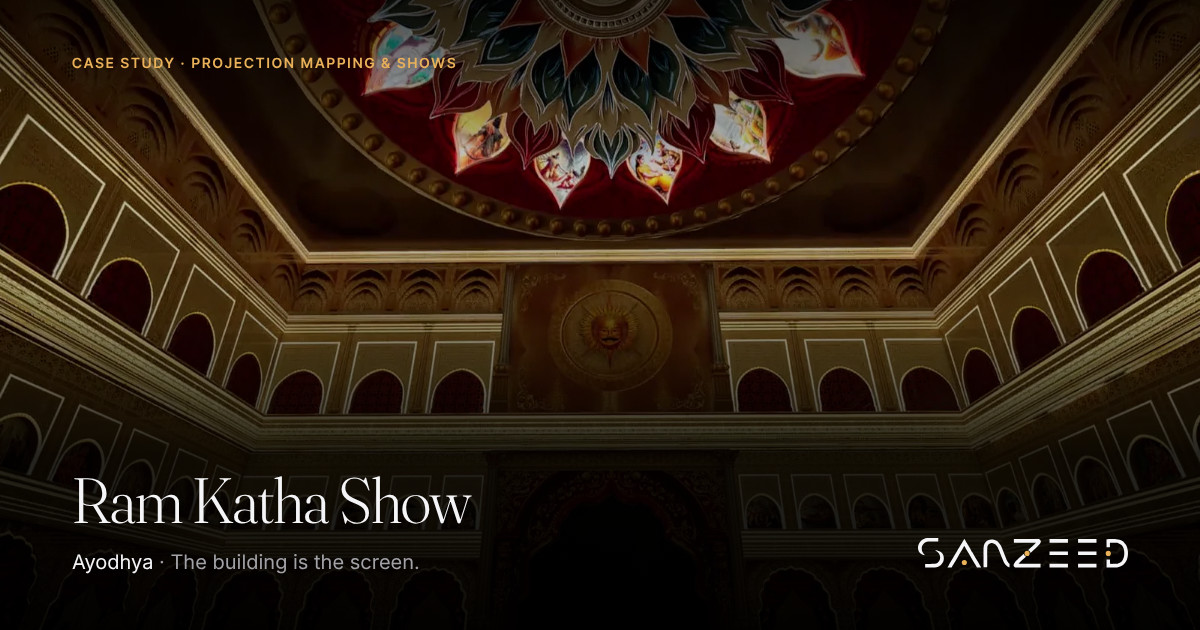 CASE STUDY · PROJECTION MAPPING & SHOWS
Ram Katha Show
Ayodhya · The building is the screen.
SANZEED